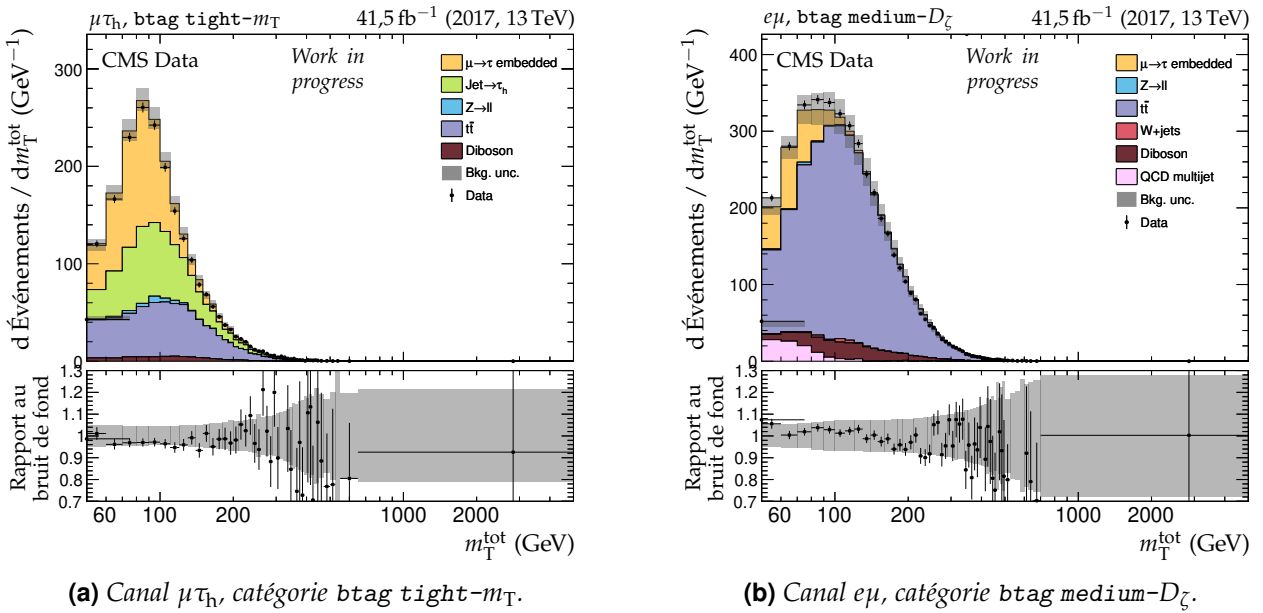 μτh, btag tight-mT 41,5 fb−1 (2017, 13 TeV)
d Événements / dmTtot (GeV−1)
CMS Data
Work in
progress
μ→τ embedded
Jet→τh
Z→ll
tt̄
Diboson
Bkg. unc.
Data
300
200
100
0
Rapport au
bruit de fond
1.3
1.2
1.1
1
0.9
0.8
0.7
60 100 200 1000 2000
mTtot (GeV)
(a) Canal μτh, catégorie btag tight-mT.
eμ, btag medium-Dζ 41,5 fb−1 (2017, 13 TeV)
d Événements / dmTtot (GeV−1)
CMS Data
Work in
progress
μ→τ embedded
Z→ll
tt̄
W+jets
Diboson
QCD multijet
Bkg. unc.
Data
400
300
200
100
0
Rapport au
bruit de fond
1.3
1.2
1.1
1
0.9
0.8
0.7
60 100 200 1000 2000
mTtot (GeV)
(b) Canal eμ, catégorie btag medium-Dζ.